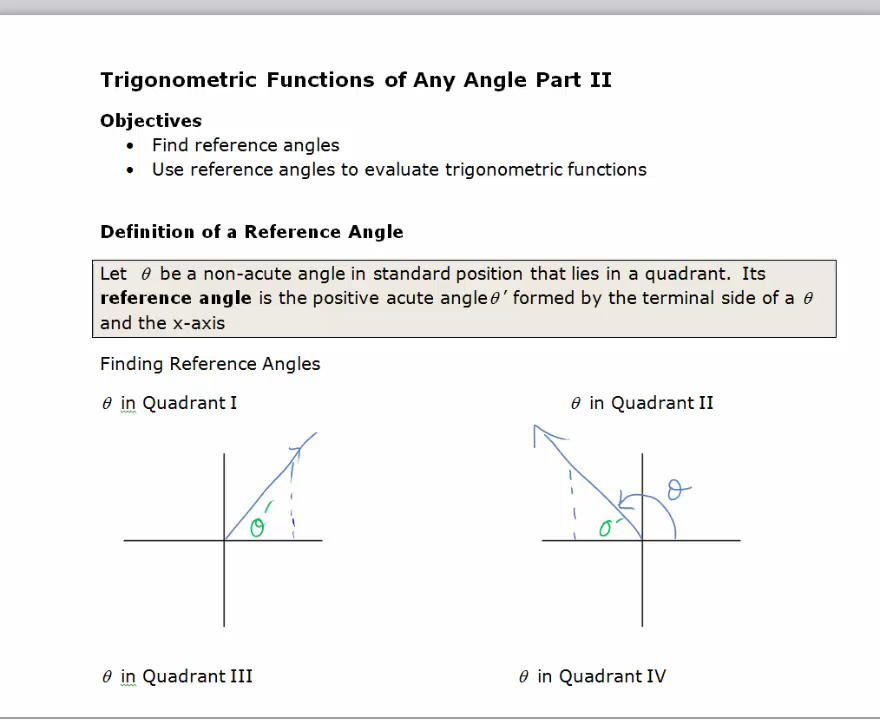 Trigonometric Functions of Any Angle Part II
Objectives
• Find reference angles
• Use reference angles to evaluate trigonometric functions
Definition of a Reference Angle
Let θ be a non-acute angle in standard position that lies in a quadrant. Its
reference angle is the positive acute angle θ′ formed by the terminal side of a θ
and the x-axis
Finding Reference Angles
θ in Quadrant I θ in Quadrant II
θ′ θ′ θ
θ in Quadrant III θ in Quadrant IV